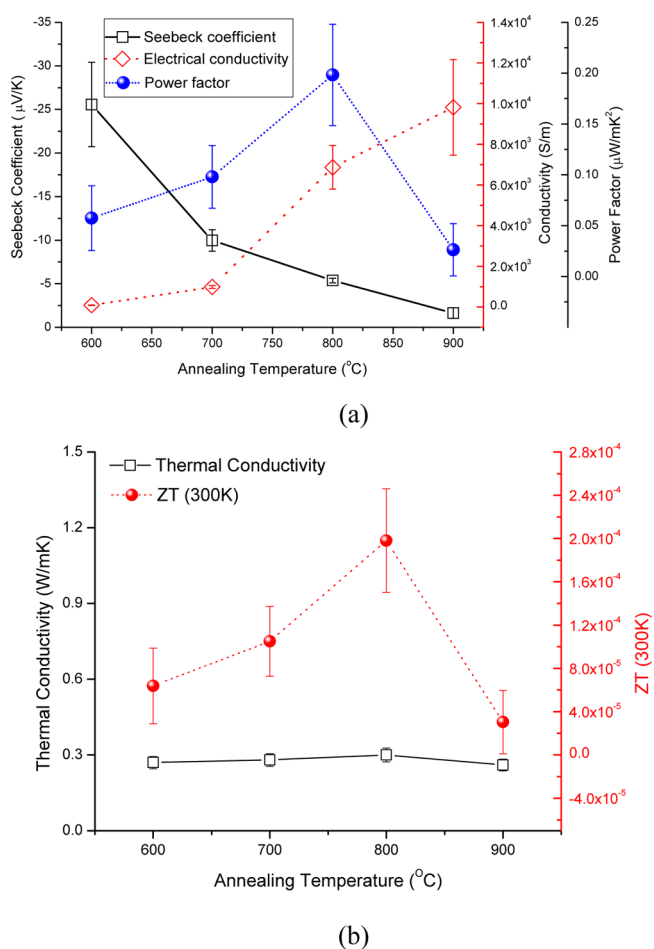 Seebeck coefficient
Electrical conductivity
Power factor
-35
-30
-25
-20
-15
-10
-5
0
Seebeck Coefficient ( μV/K)
600 650 700 750 800 850 900
Annealing Temperature (°C)
1.4x10⁴
1.2x10⁴
1.0x10⁴
8.0x10³
6.0x10³
4.0x10³
2.0x10³
0.0
Conductivity (S/m)
0.25
0.20
0.15
0.10
0.05
0.00
Power Factor (μW/mK²)
(a)
Thermal Conductivity
ZT (300K)
1.5
1.2
0.9
0.6
0.3
0.0
Thermal Conductivity (W/mK)
600 700 800 900
Annealing Temperature (°C)
2.8x10⁻⁴
2.4x10⁻⁴
2.0x10⁻⁴
1.6x10⁻⁴
1.2x10⁻⁴
8.0x10⁻⁵
4.0x10⁻⁵
0.0
-4.0x10⁻⁵
ZT (300K)
(b)